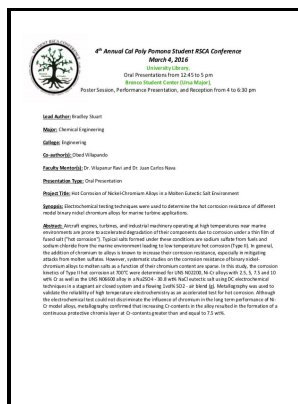 4th Annual Cal Poly Pomona Student RSCA Conference
March 4, 2016
University Library,
Oral Presentations from 12:45 to 5 pm
Bronco Student Center (Ursa Major),
Poster Session, Performance Presentation, and Reception from 4 to 6:30 pm
Lead Author: Bradley Stuart
Major: Chemical Engineering
College: Engineering
Co-author(s): Obed Villapando
Faculty Mentor(s): Dr. Vilupanur Ravi and Dr. Juan Carlos Nava
Presentation Type: Oral Presentation
Project Title: Hot Corrosion of Nickel-Chromium Alloys in a Molten Eutectic Salt Environment
Synopsis: Electrochemical testing techniques were used to determine the hot corrosion resistance of different
model binary nickel chromium alloys for marine turbine applications.
Abstract: Aircraft engines, turbines, and industrial machinery operating at high temperatures near marine
environments are prone to accelerated degradation of their components due to corrosion under a thin film of
fused salt ("hot corrosion"). Typical salts formed under these conditions are sodium sulfate from fuels and
sodium chloride from the marine environment leading to low temperature hot corrosion (Type II). In general,
the addition of chromium to alloys is known to increase their corrosion resistance, especially in mitigating
attacks from molten sulfates. However, systematic studies on the corrosion resistance of binary nickel-
chromium alloys to molten salts as a function of their chromium content are sparse. In this study, the corrosion
kinetics of Type II hot corrosion at 700°C were determined for UNS N02200, Ni-Cr alloys with 2.5, 5, 7.5 and 10
wt% Cr as well as the UNS N06600 alloy in a Na2SO4 - 30.8 wt% NaCl eutectic salt using DC electrochemical
techniques in a stagnant air closed system and a flowing 1vol% SO2 - air blend (g). Metallography was used to
validate the reliability of high temperature electrochemistry as an accelerated test for hot corrosion. Although
the electrochemical test could not discriminate the influence of chromium in the long term performance of Ni-
Cr model alloys, metallography confirmed that increasing Cr-contents in the alloy resulted in the formation of a
continuous protective chromia layer at Cr-contents greater than and equal to 7.5 wt%.